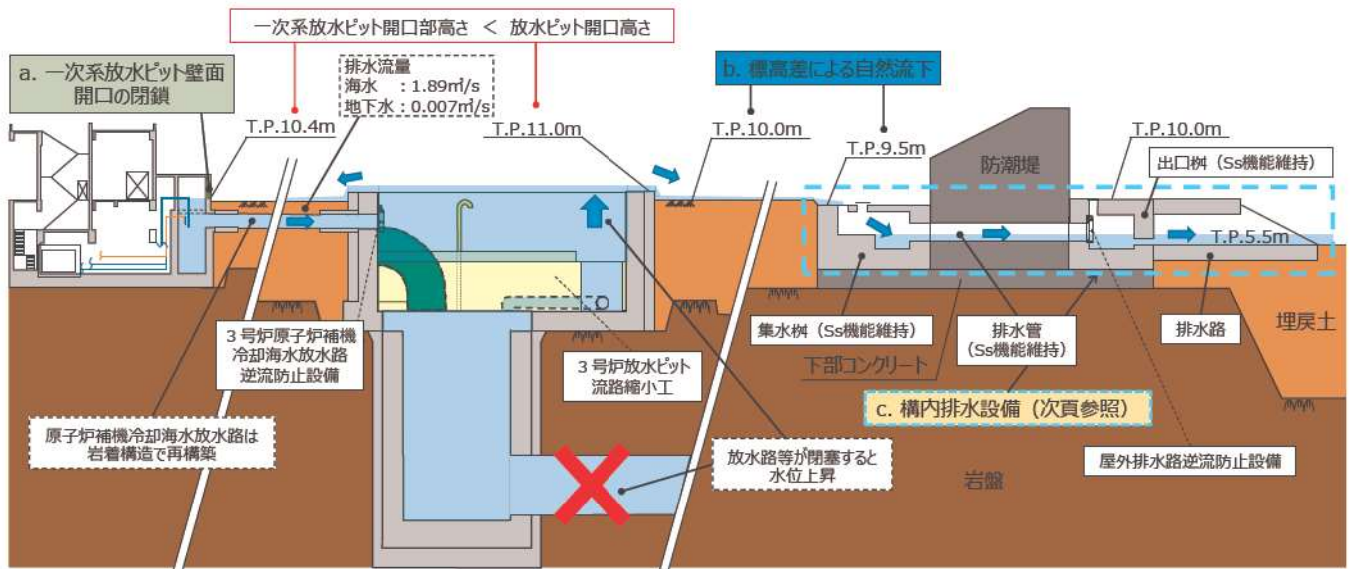 一次系放水ピット開口部高さ < 放水ピット開口高さ
a. 一次系放水ピット壁面
開口の閉鎖
排水流量
海水 :1.89㎥/s
地下水:0.007㎥/s
b. 標高差による自然流下
T.P.10.4m
T.P.11.0m
T.P.10.0m
T.P.9.5m
防潮堤
T.P.10.0m
出口桝(Ss機能維持)
T.P.5.5m
3号炉原子炉補機
冷却海水放水路
逆流防止設備
3号炉放水ピット
流路縮小工
集水桝(Ss機能維持)
下部コンクリート
排水管
(Ss機能維持)
排水路
埋戻土
c. 構内排水設備(次頁参照)
原子炉補機冷却海水放水路は
岩着構造で再構築
放水路等が閉塞すると
水位上昇
屋外排水路逆流防止設備
岩盤